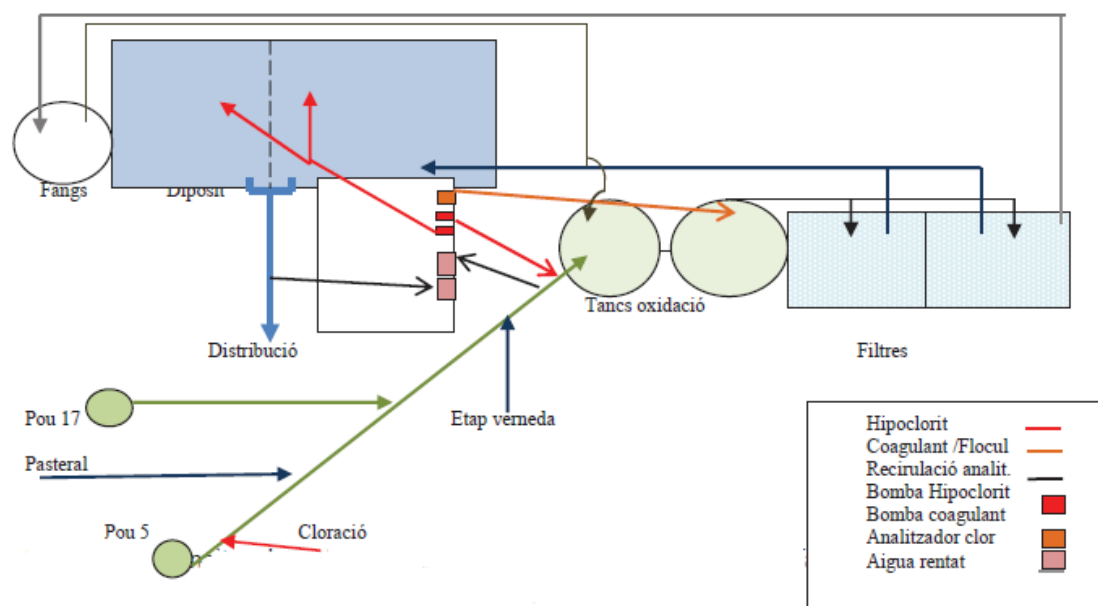 Fangs
Dipòsit
Tancs oxidació
Distribució
Filtres
Pou 17
Etap verneda
Pasteral
Pou 5
Cloració
Hipoclorit
Coagulant /Flocul
Recirulació analit.
Bomba Hipoclorit
Bomba coagulant
Analitzador clor
Aigua rentat